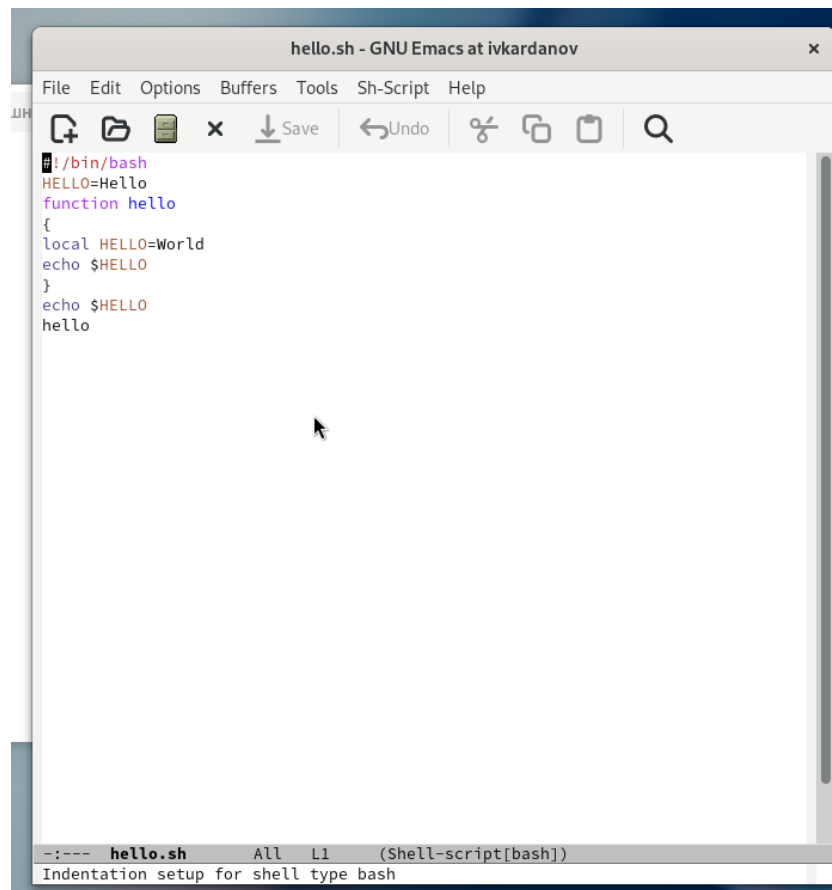 hello.sh - GNU Emacs at ivkardanov
File Edit Options Buffers Tools Sh-Script Help
Save Undo
#!/bin/bash
HELLO=Hello
function hello
{
local HELLO=World
echo $HELLO
}
echo $HELLO
hello
-:--- hello.sh All L1 (Shell-script[bash])
Indentation setup for shell type bash